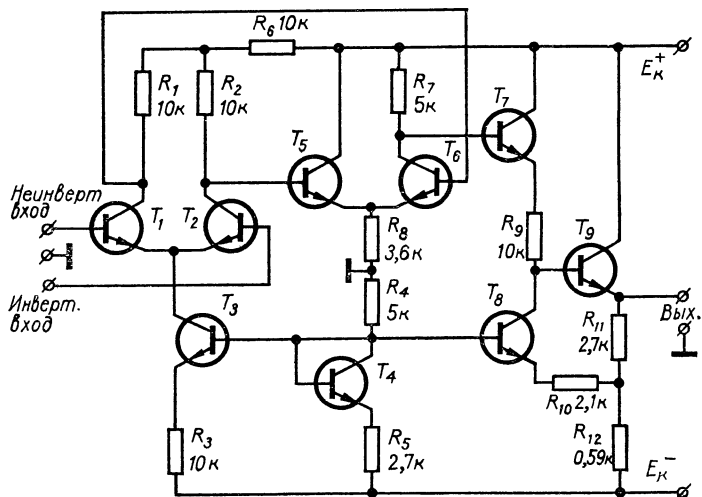 R₆ 10к
R₁
10к
R₂
10к
R₇
5к
Eк⁺
T₇
T₅
T₆
Неинверт.
вход
T₁
T₂
R₈
3,6к
R₉
10к
T₉
R₄
5к
Инверт.
вход
T₃
T₈
Вых.
T₄
R₁₁
2,7к
R₁₀ 2,1к
R₃
10к
R₅
2,7к
R₁₂
0,59к
Eк⁻